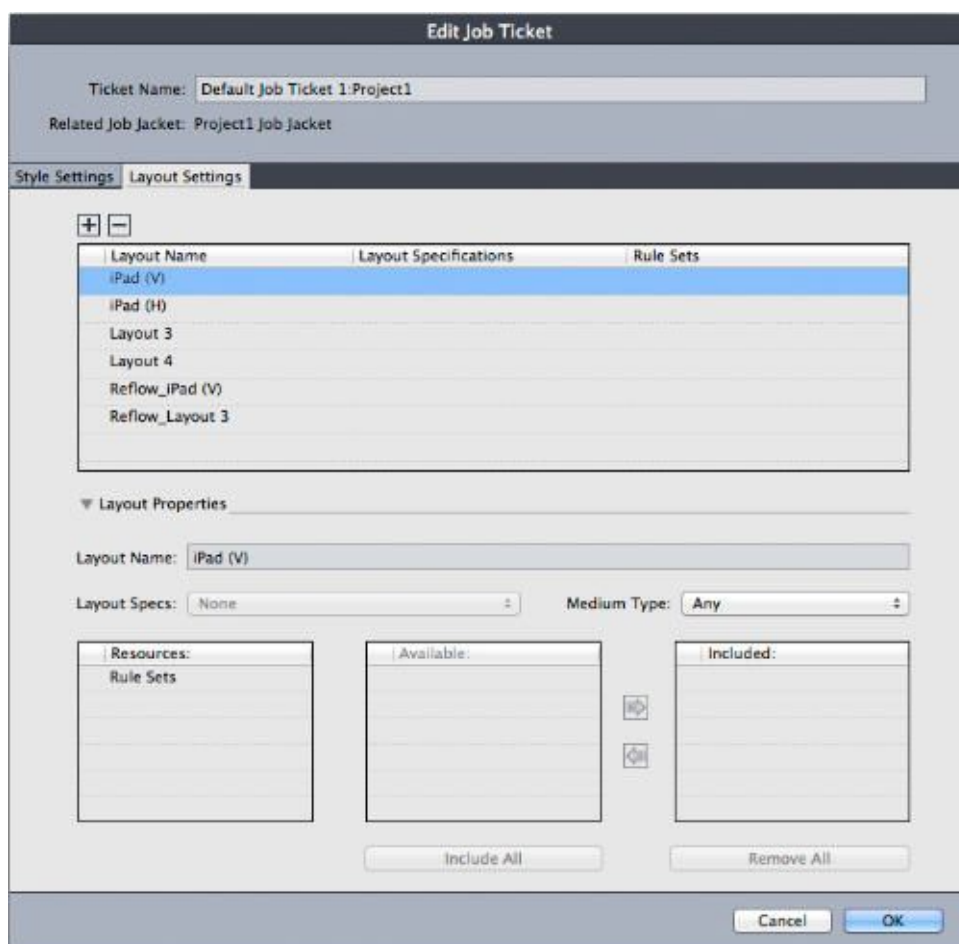 Edit Job Ticket
Ticket Name: Default Job Ticket 1:Project1
Related Job Jacket: Project1 Job Jacket
Style Settings Layout Settings
Layout Name Layout Specifications Rule Sets
iPad (V)
iPad (H)
Layout 3
Layout 4
Reflow_iPad (V)
Reflow_Layout 3
Layout Properties
Layout Name: iPad (V)
Layout Specs: None Medium Type: Any
Resources: Available: Included:
Rule Sets
Include All Remove All
Cancel OK